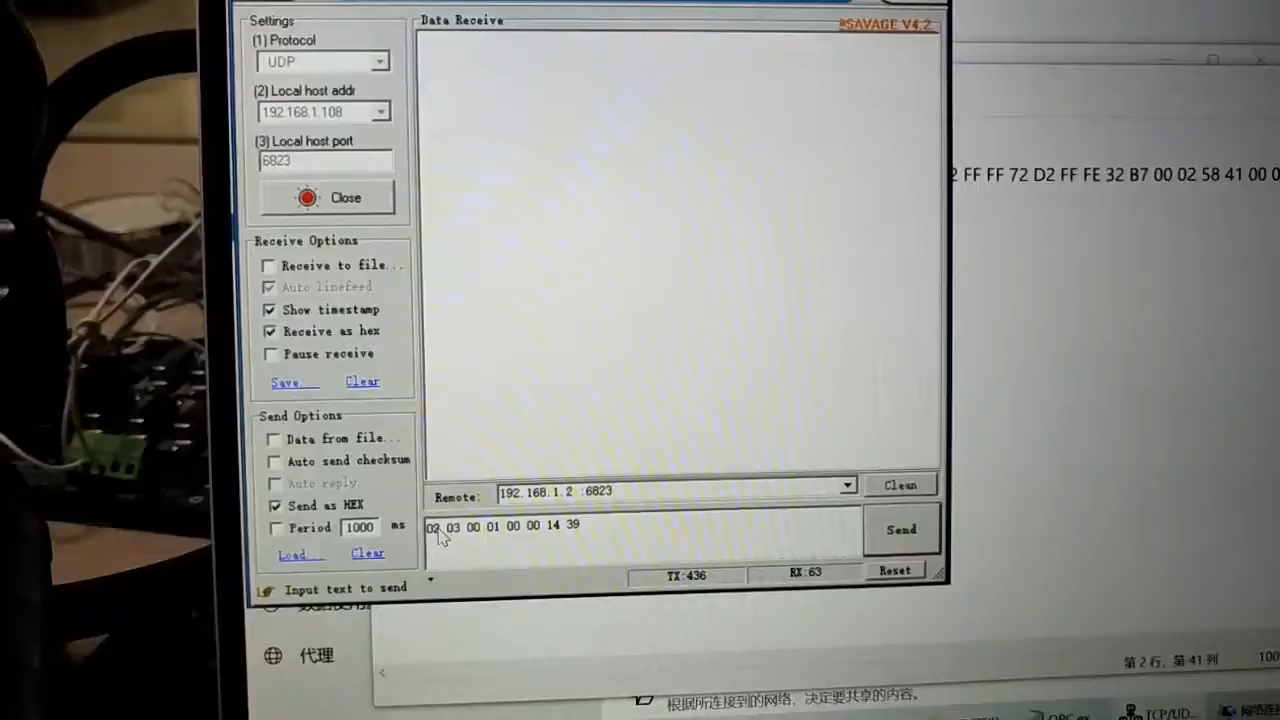 Settings
Data Receive
SAVAGE V4.2
(1) Protocol
UDP
(2) Local host addr
192.168.1.108
(3) Local host port
6823
Close
2 FF FF 72 D2 FF FE 32 B7 00 02 58 41 00 0
Receive Options
Receive to file...
Auto linefeed
Show timestamp
Receive as hex
Pause receive
Save...
Clear
Send Options
Data from file...
Auto send checksum
Auto reply
Send as HEX
Period 1000 ms
Load...
Clear
Remote: 192.168.1.2 :6823
Clean
02 03 00 01 00 00 14 39
Send
Input text to send
TX:436
RX:63
Reset
代理
第 2 行，第 41 列
100
根据所连接到的网络，决定要共享的内容。
TCP/UD...